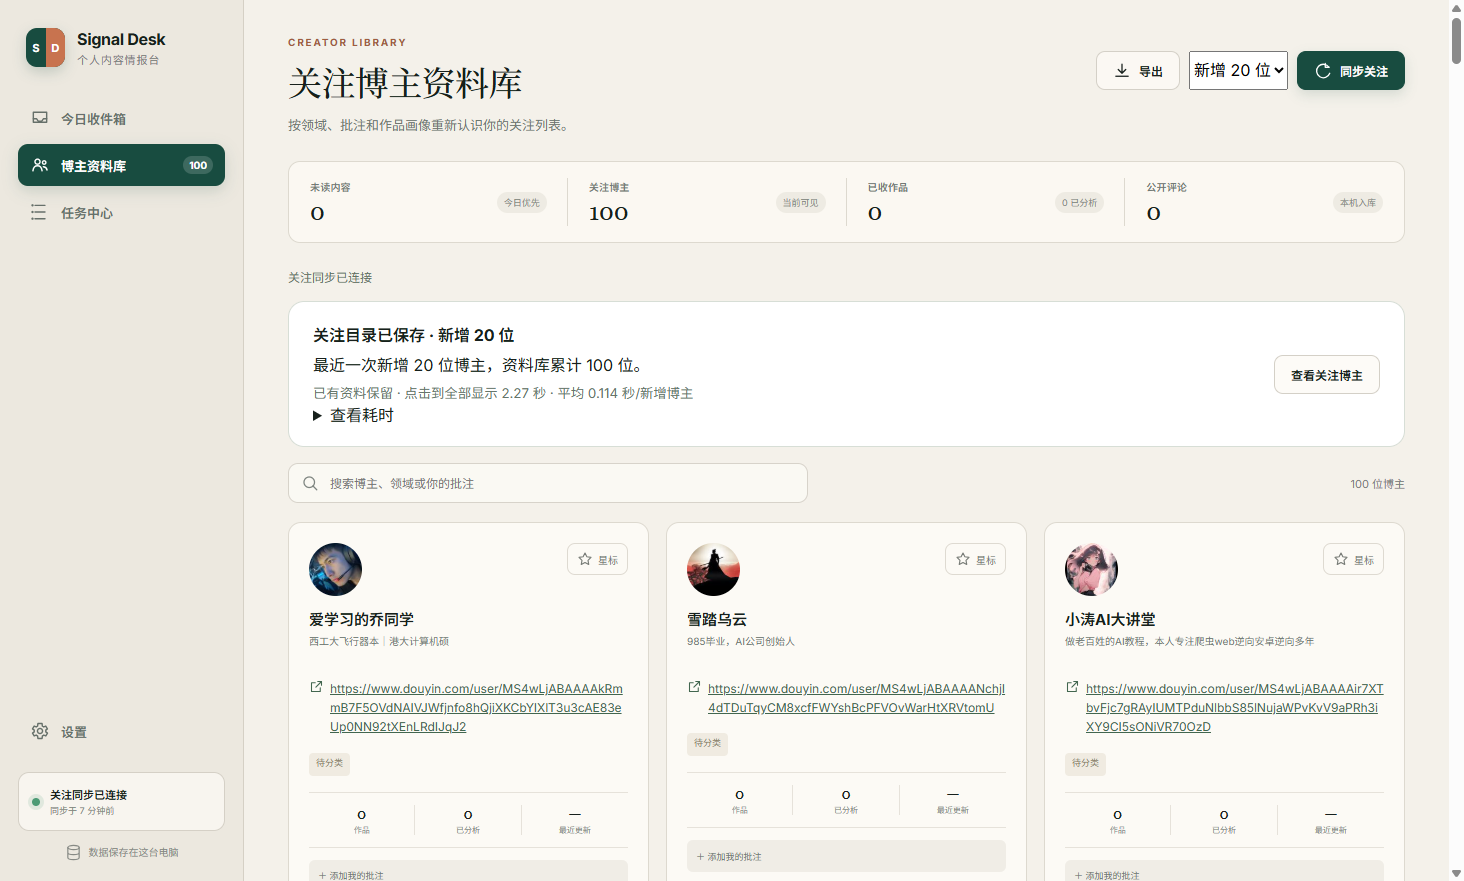 S D
Signal Desk
个人内容情报台
今日收件箱
博主资料库 100
任务中心
设置
关注同步已连接
同步于 7 分钟前
数据保存在这台电脑
CREATOR LIBRARY
关注博主资料库
按领域、批注和作品画像重新认识你的关注列表。
导出
新增 20 位
同步关注
未读内容
0
今日优先
关注博主
100
当前可见
已收作品
0
0 已分析
公开评论
0
本机入库
关注同步已连接
关注目录已保存 · 新增 20 位
最近一次新增 20 位博主，资料库累计 100 位。
已有资料保留 · 点击到全部显示 2.27 秒 · 平均 0.114 秒/新增博主
▶ 查看耗时
查看关注博主
搜索博主、领域或你的批注
100 位博主
星标
爱学习的乔同学
西工大飞行器本｜港大计算机硕
https://www.douyin.com/user/MS4wLjABAAAAkRm
mB7F5OVdNAIVJWfjnfo8hQjiXKCbYIXIT3u3cAE83e
Up0NN92tXEnLRdIJqJ2
待分类
0
作品
0
已分析
—
最近更新
+ 添加我的批注
星标
雪踏乌云
985毕业，AI公司创始人
https://www.douyin.com/user/MS4wLjABAAAANchjI
4dTDuTqyCM8xcfFWYshBcPFVOvWarHtXRVtomU
待分类
0
作品
0
已分析
—
最近更新
+ 添加我的批注
星标
小涛AI大讲堂
做老百姓的AI教程，本人专注爬虫web逆向安卓逆向多年
https://www.douyin.com/user/MS4wLjABAAAAir7XT
bvFjc7gRAyIUMTPduNIbbS85INujaWPvKvV9aPRh3i
XY9CI5sONiVR70OzD
待分类
0
作品
0
已分析
—
最近更新
+ 添加我的批注